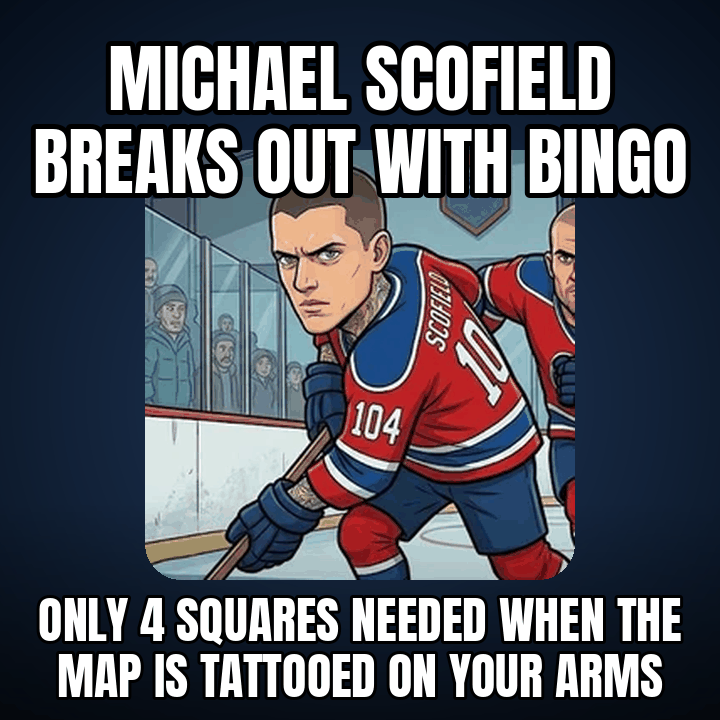 MICHAEL SCOFIELD
BREAKS OUT WITH BINGO
SCOFIELD
10
104
ONLY 4 SQUARES NEEDED WHEN THE
MAP IS TATTOOED ON YOUR ARMS